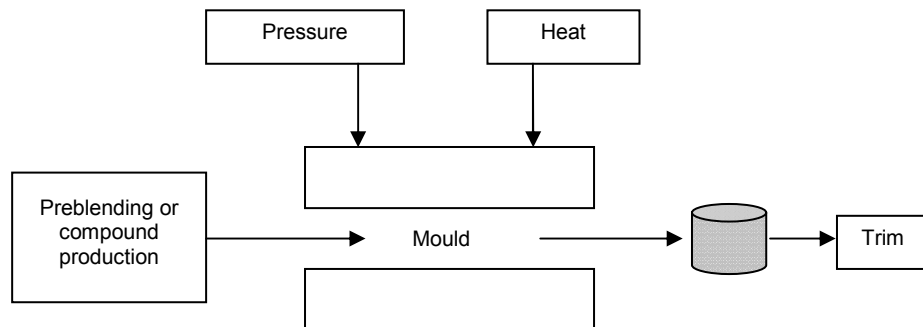 Pressure
Heat
Preblending or
compound
production
Mould
Trim